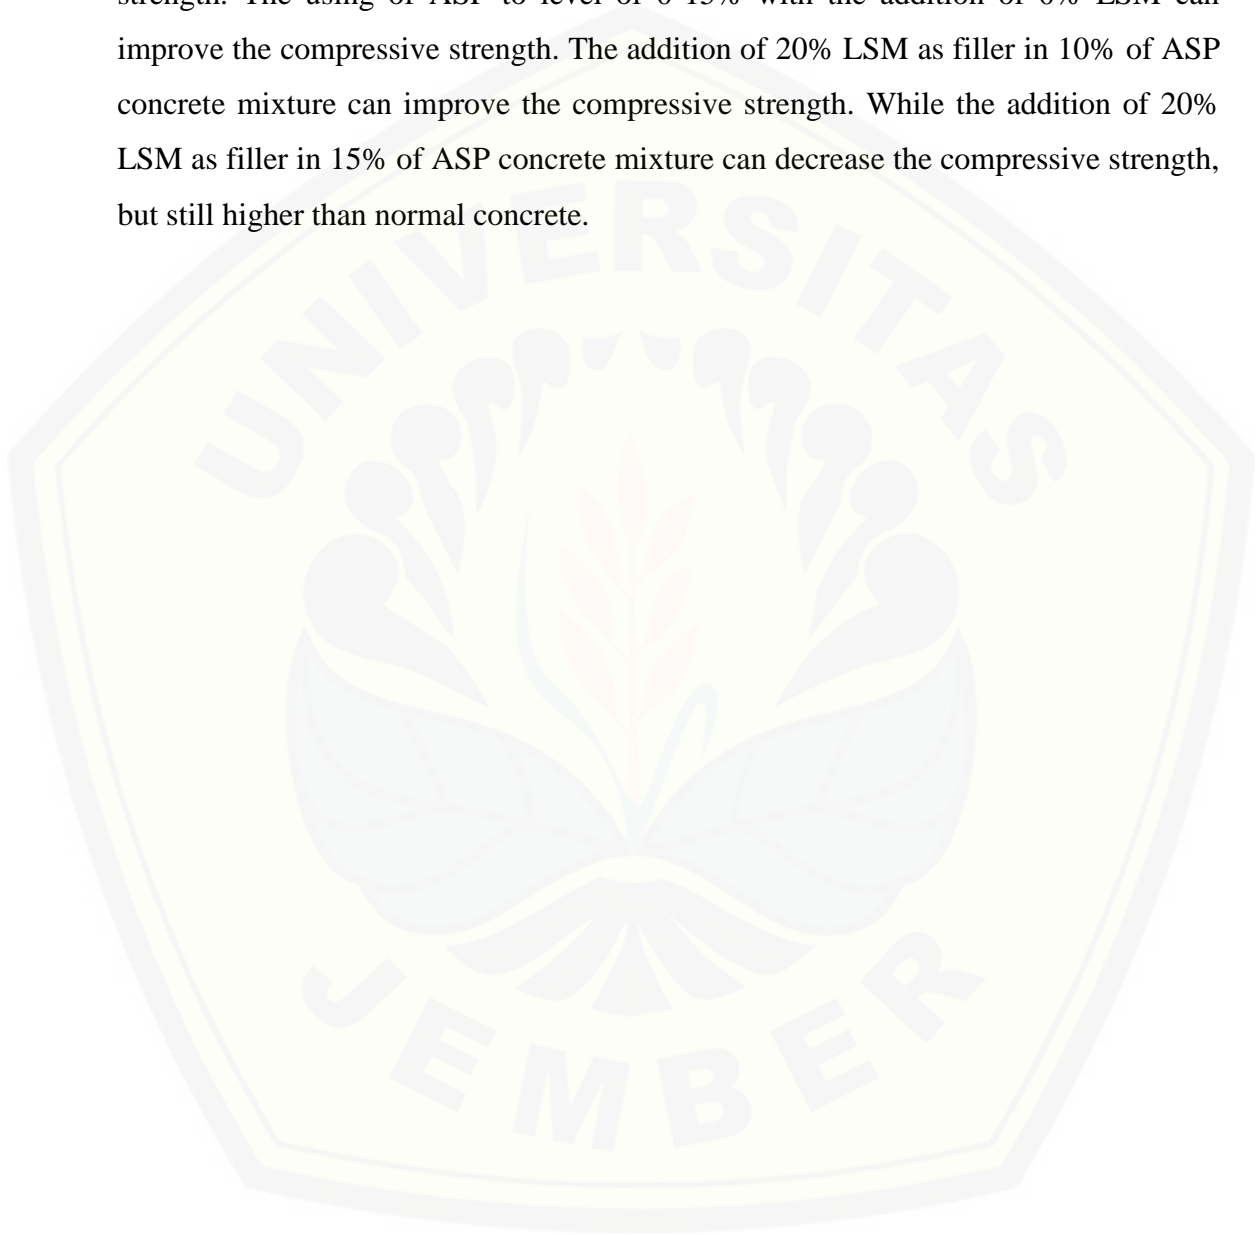 strength. The using of ASP to level of 0-15% with the addition of 0% LSM can
improve the compressive strength. The addition of 20% LSM as filler in 10% of ASP
concrete mixture can improve the compressive strength. While the addition of 20%
LSM as filler in 15% of ASP concrete mixture can decrease the compressive strength,
but still higher than normal concrete.
UNIVERSITAS
JEMBER